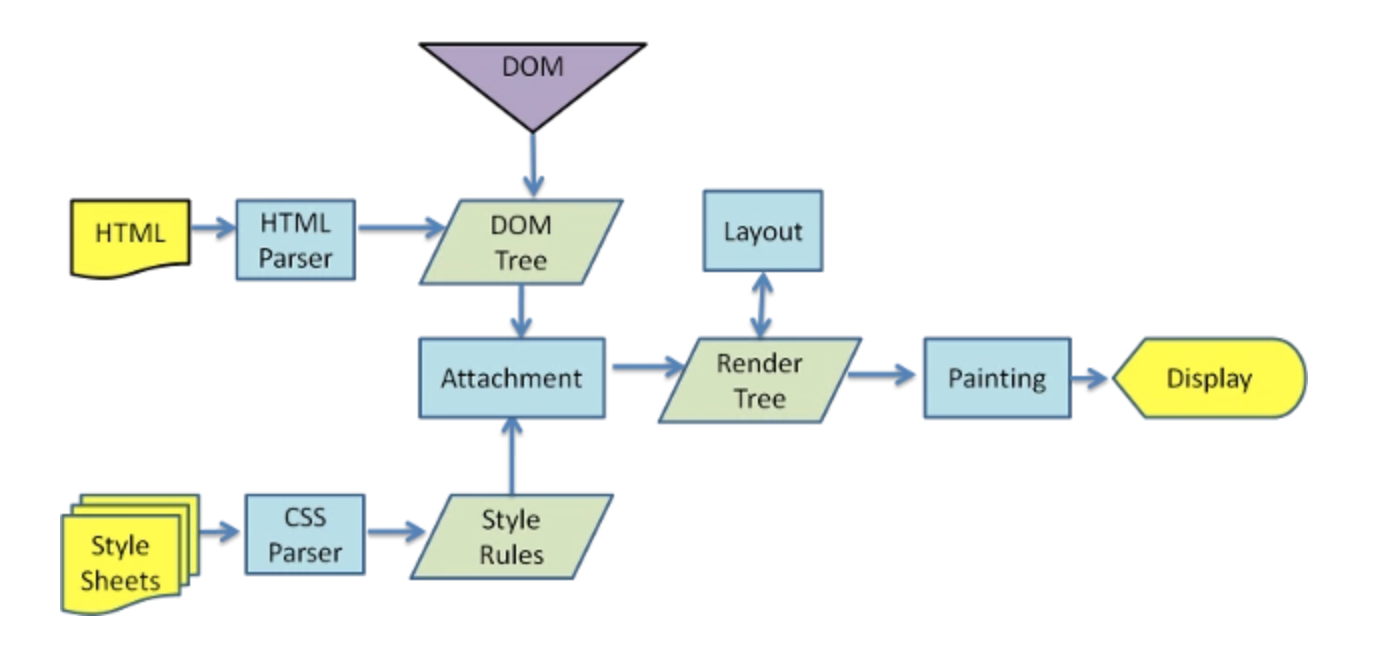 DOM
HTML
HTML
Parser
DOM
Tree
Layout
Attachment
Render
Tree
Painting
Display
Style
Sheets
CSS
Parser
Style
Rules